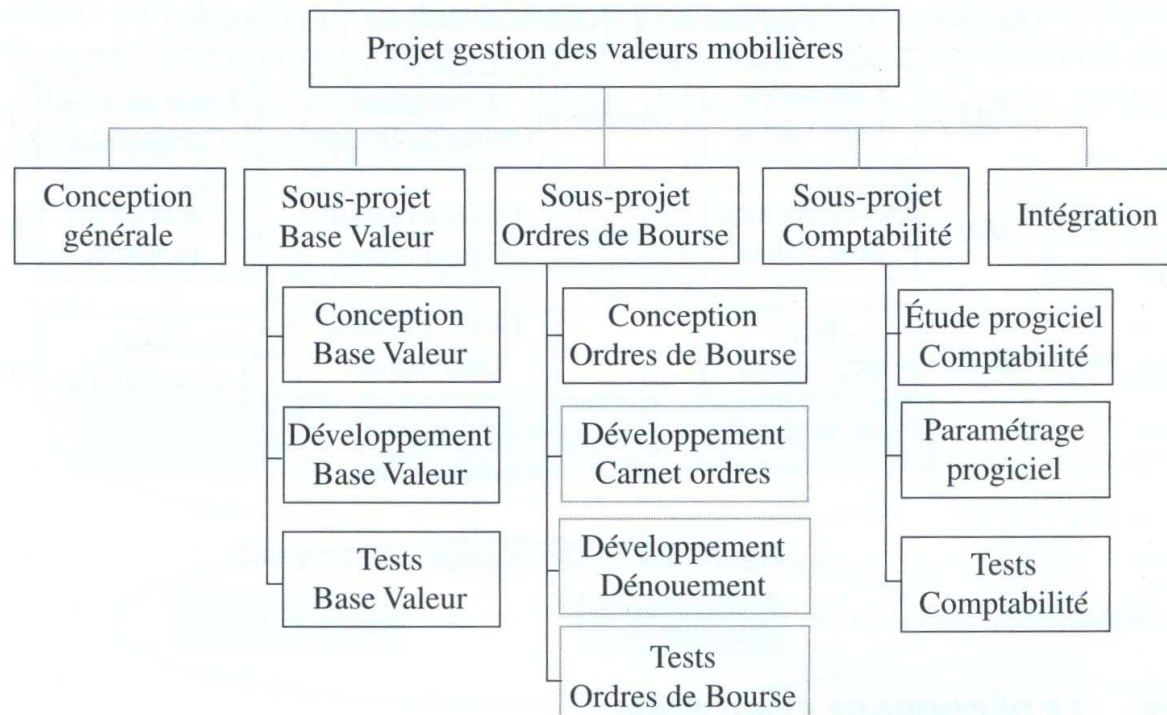 Projet gestion des valeurs mobilières
Conception
générale
Sous-projet
Base Valeur
Sous-projet
Ordres de Bourse
Sous-projet
Comptabilité
Intégration
Conception
Base Valeur
Développement
Base Valeur
Tests
Base Valeur
Conception
Ordres de Bourse
Développement
Carnet ordres
Développement
Dénouement
Tests
Ordres de Bourse
Étude progiciel
Comptabilité
Paramétrage
progiciel
Tests
Comptabilité